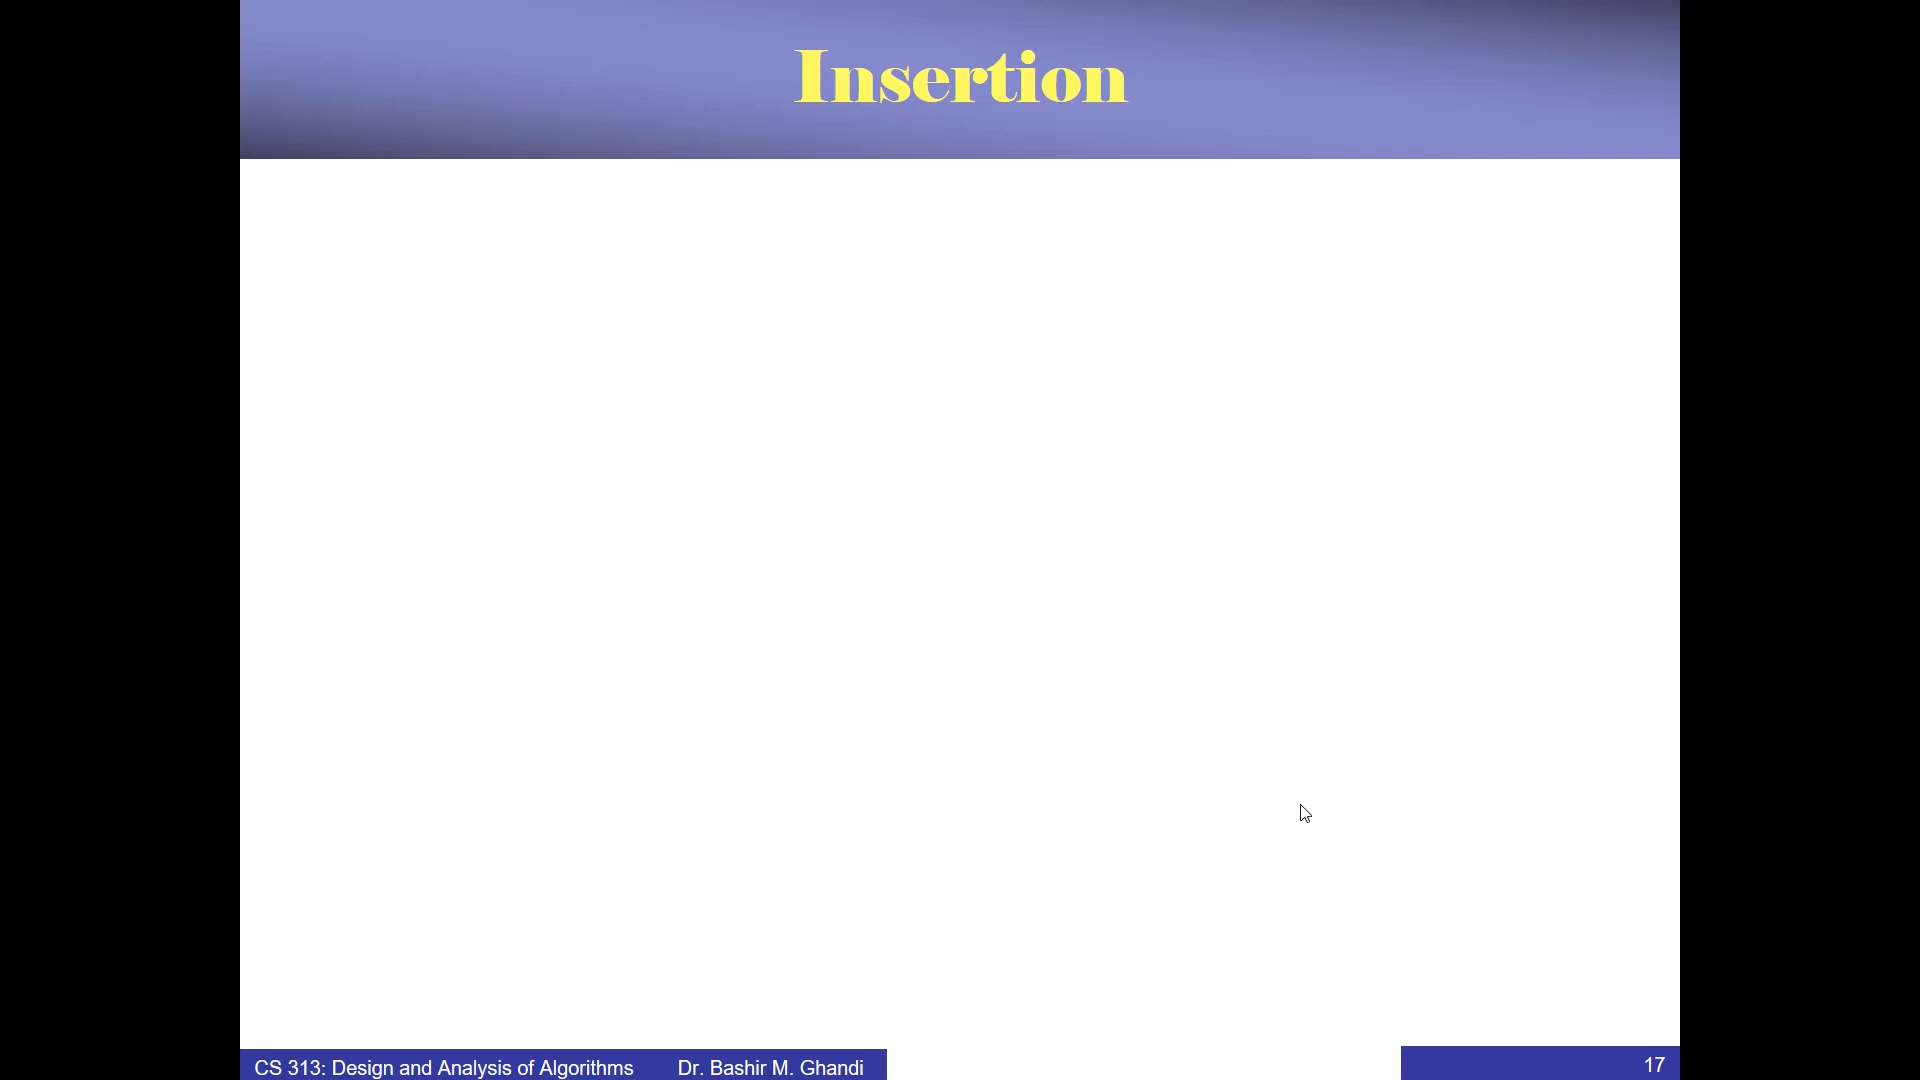 Insertion
CS 313: Design and Analysis of Algorithms Dr. Bashir M. Ghandi
17